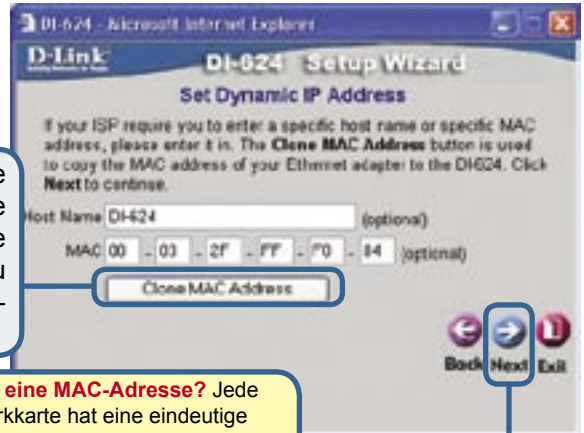 DI-624 - Microsoft Internet Explorer
D-Link
DI-624 Setup Wizard
Set Dynamic IP Address
If your ISP require you to enter a specific host name or specific MAC
address, please enter it in. The Clone MAC Address button is used
to copy the MAC address of your Ethernet adapter to the DI-624. Click
Next to continue.
Host Name DI-624 (optional)
MAC 00 - 03 - 2F - FF - F0 - 84 (optional)
Clone MAC Address
Back Next Exit
eine MAC-Adresse? Jede
rkkarte hat eine eindeutige